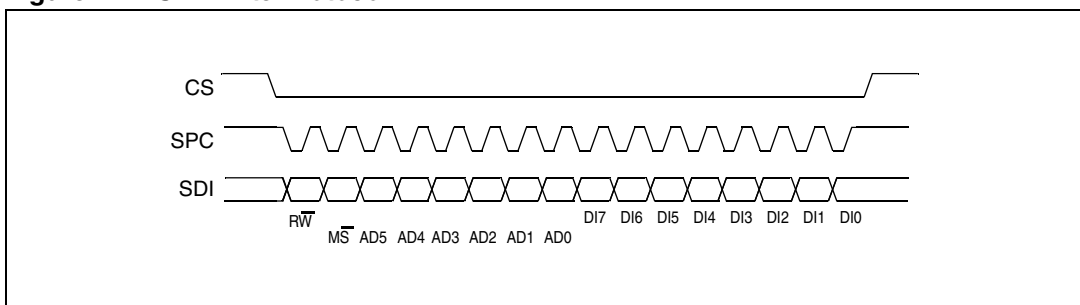 CS
SPC
SDI
RW̅
DI7 DI6 DI5 DI4 DI3 DI2 DI1 DI0
MS̅ AD5 AD4 AD3 AD2 AD1 AD0